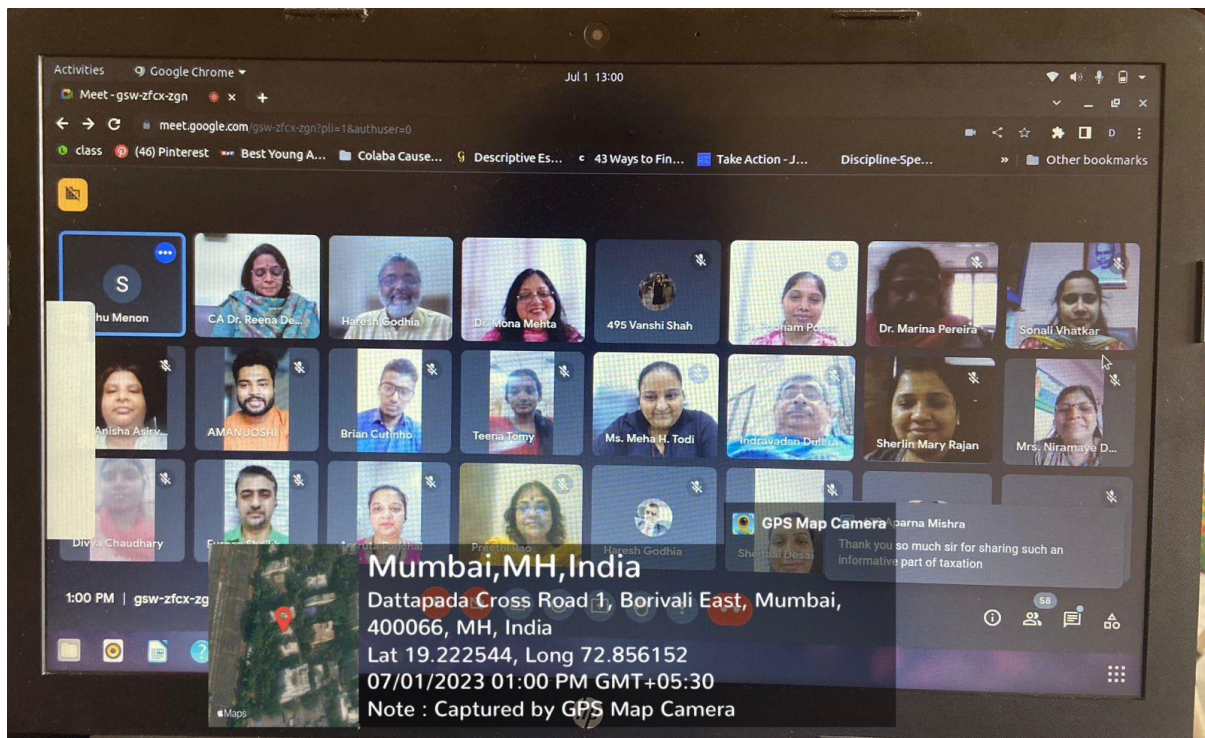 Activities Google Chrome
Jul 1 13:00
Meet - gsw-zfcx-zgn
meet.google.com/gsw-zfcx-zgn?pli=1&authuser=0
class (46) Pinterest Best Young A... Colaba Cause... Descriptive Es... 43 Ways to Fin... Take Action - J... Discipline-Spe... » Other bookmarks
S
hu Menon
CA Dr. Reena De...
Haresh Godhia
Dr. Mona Mehta
495 Vanshi Shah
Dr. Marina Pereira
Sonali Vhatkar
Anisha Asirv...
AMAN JOSHI
Brian Cutinho
Teena Tomy
Ms. Meha H. Todi
Indravadan Dulera
Sherlin Mary Rajan
Mrs. Niramaye D...
Divya Chaudhary
Preethi Rao
Haresh Godhia
Desai
GPS Map Camera
Aparna Mishra
Thank you so much sir for sharing such an
informative part of taxation
1:00 PM | gsw-zfcx-zg
58
Mumbai,MH,India
Dattapada Cross Road 1, Borivali East, Mumbai,
400066, MH, India
Lat 19.222544, Long 72.856152
07/01/2023 01:00 PM GMT+05:30
Note : Captured by GPS Map Camera
Maps
hp